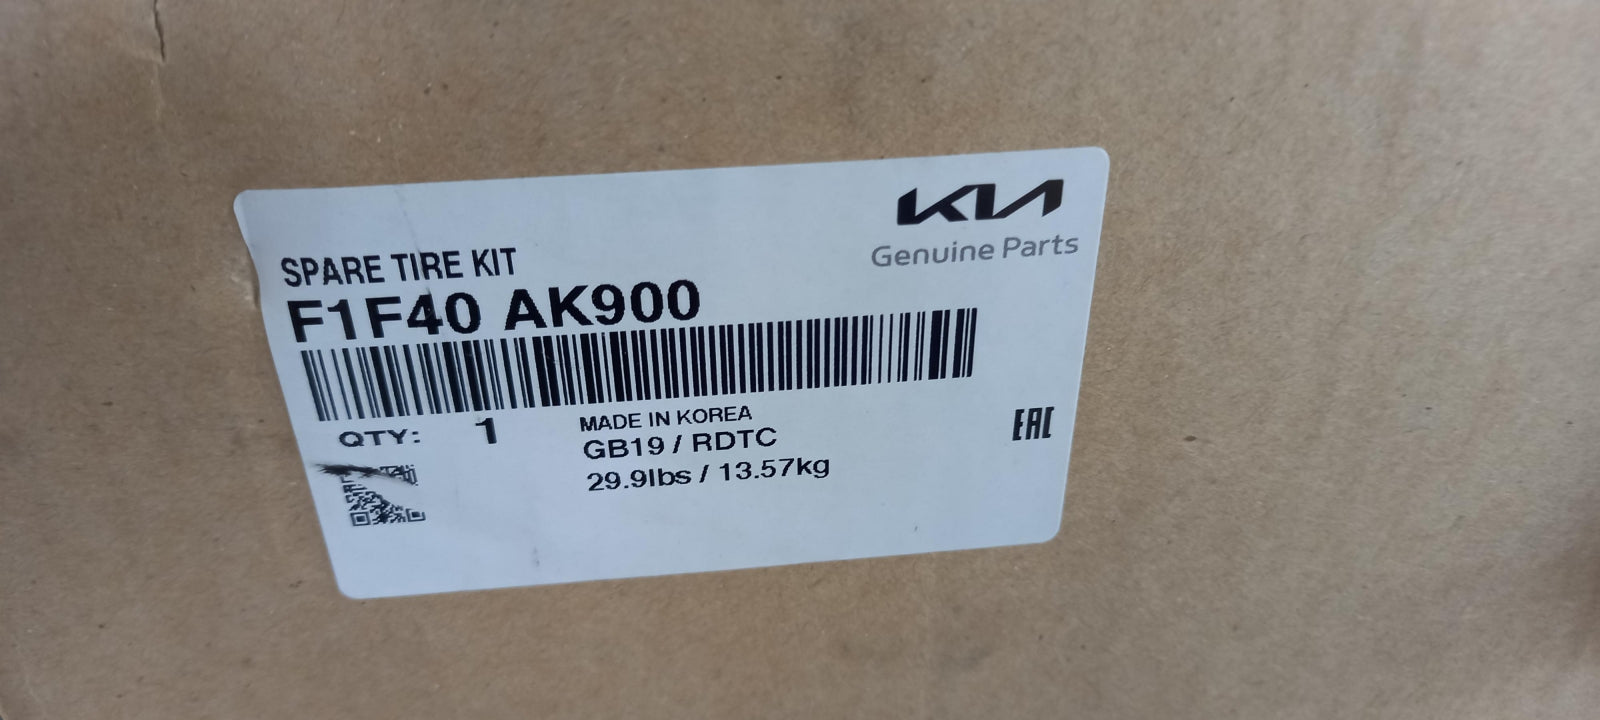 KIA
Genuine Parts
SPARE TIRE KIT
F1F40 AK900
QTY: 1
MADE IN KOREA
GB19 / RDTC
29.9lbs / 13.57kg
EAC